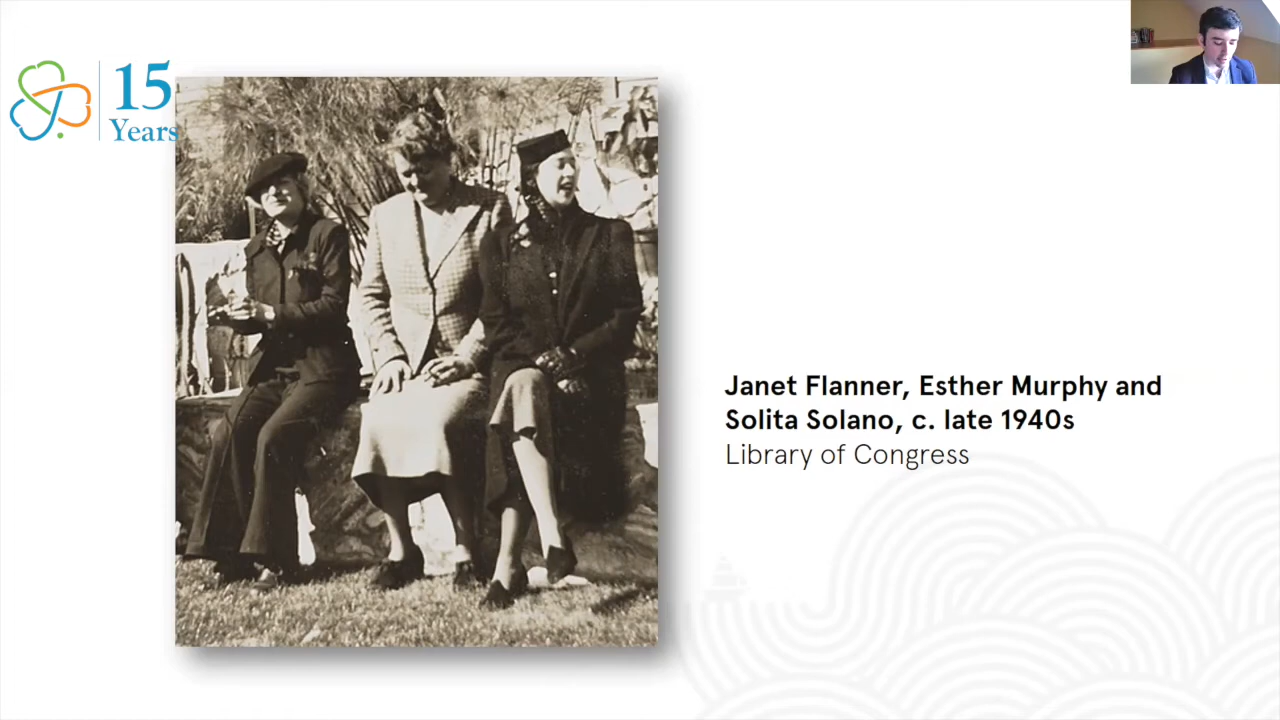 15
Years
Janet Flanner, Esther Murphy and
Solita Solano, c. late 1940s
Library of Congress